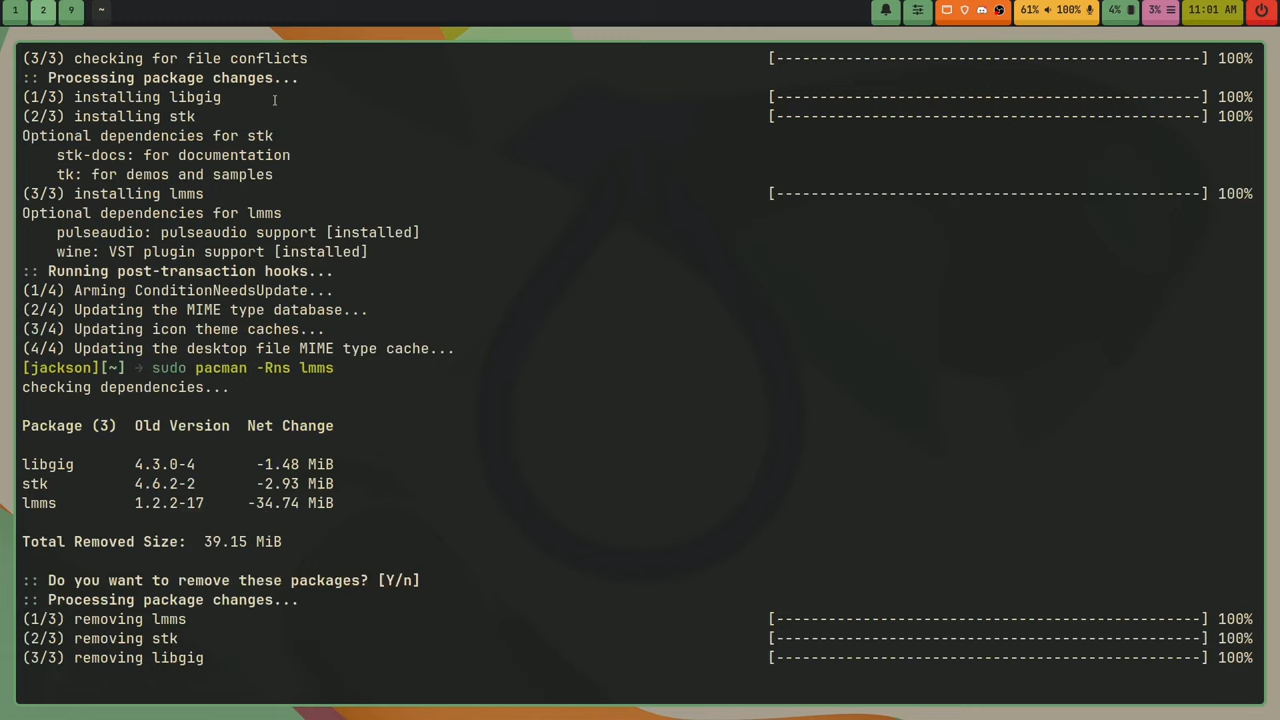 1 2 9 ~ 61% 100% 4% 3% 11:01 AM
(3/3) checking for file conflicts [-------------------------------------------------] 100%
:: Processing package changes...
(1/3) installing libgig [-------------------------------------------------] 100%
(2/3) installing stk [-------------------------------------------------] 100%
Optional dependencies for stk
stk-docs: for documentation
tk: for demos and samples
(3/3) installing lmms [-------------------------------------------------] 100%
Optional dependencies for lmms
pulseaudio: pulseaudio support [installed]
wine: VST plugin support [installed]
:: Running post-transaction hooks...
(1/4) Arming ConditionNeedsUpdate...
(2/4) Updating the MIME type database...
(3/4) Updating icon theme caches...
(4/4) Updating the desktop file MIME type cache...
[jackson][~] → sudo pacman -Rns lmms
checking dependencies...
Package (3) Old Version Net Change
libgig 4.3.0-4 -1.48 MiB
stk 4.6.2-2 -2.93 MiB
lmms 1.2.2-17 -34.74 MiB
Total Removed Size: 39.15 MiB
:: Do you want to remove these packages? [Y/n]
:: Processing package changes...
(1/3) removing lmms [-------------------------------------------------] 100%
(2/3) removing stk [-------------------------------------------------] 100%
(3/3) removing libgig [-------------------------------------------------] 100%